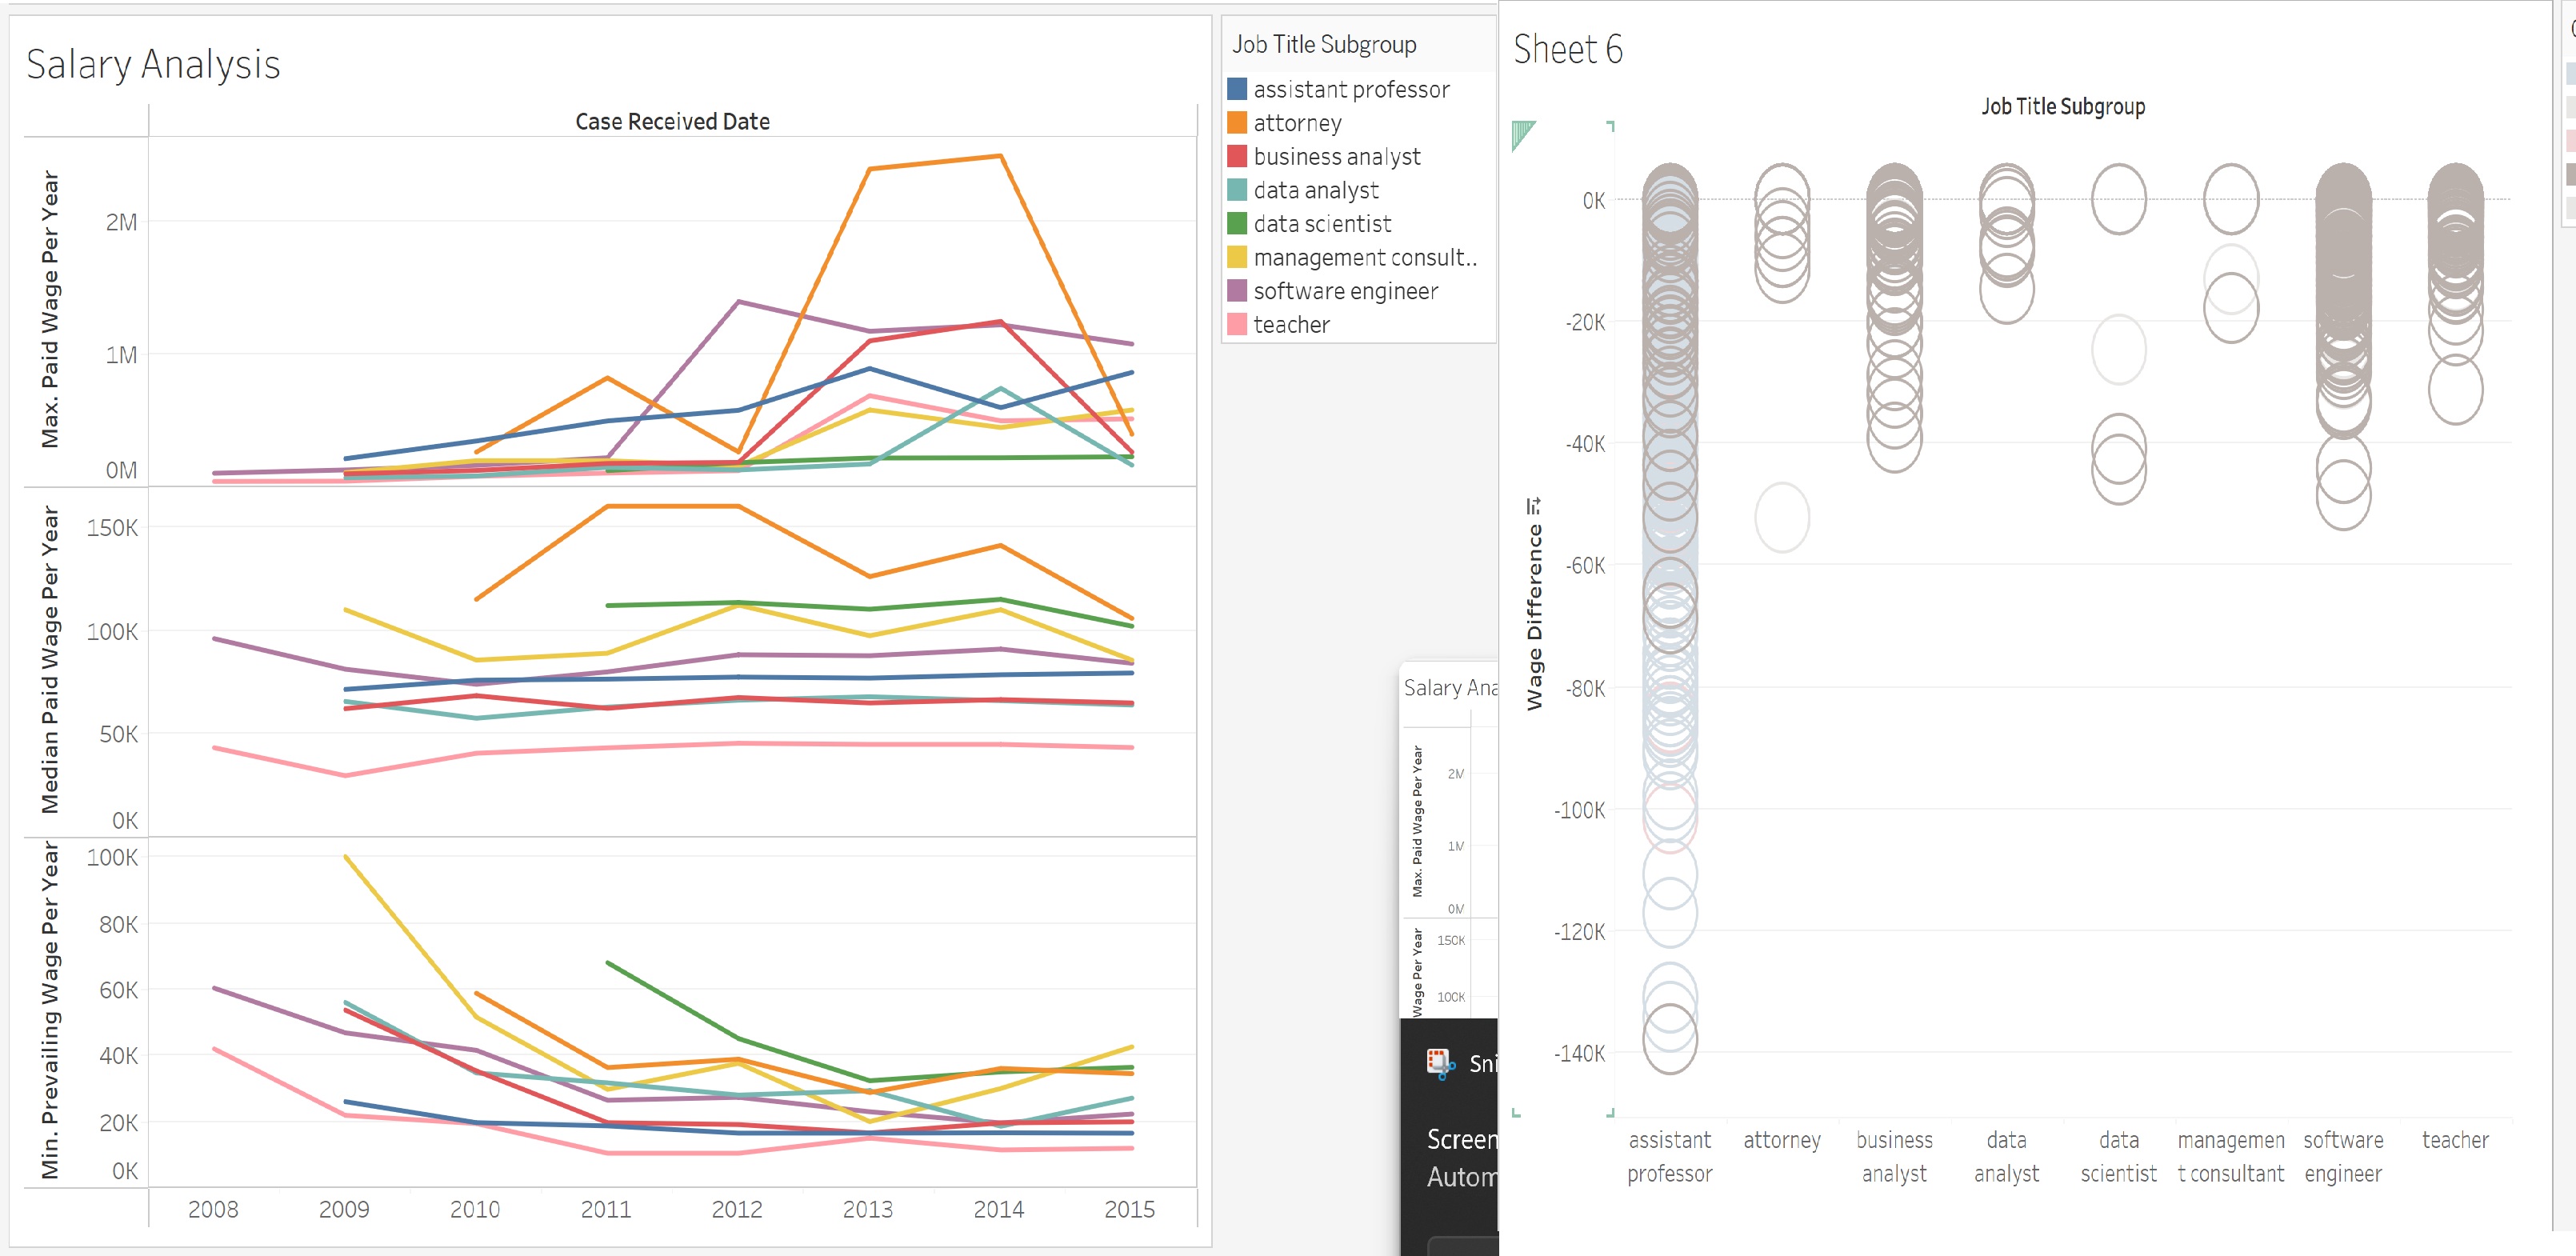 Salary Analysis
Case Received Date
Max. Paid Wage Per Year
2M
1M
0M
Median Paid Wage Per Year
150K
100K
50K
0K
Min. Prevailing Wage Per Year
100K
80K
60K
40K
20K
0K
2008 2009 2010 2011 2012 2013 2014 2015
Job Title Subgroup
assistant professor
attorney
business analyst
data analyst
data scientist
management consult..
software engineer
teacher
Salary Ana
Max. Paid Wage Per Year
2M
1M
0M
Wage Per Year
150K
100K
Sni
Screen
Autom
Sheet 6
Job Title Subgroup
Wage Difference
0K
-20K
-40K
-60K
-80K
-100K
-120K
-140K
assistant attorney business data data managemen software teacher
professor analyst analyst scientist t consultant engineer